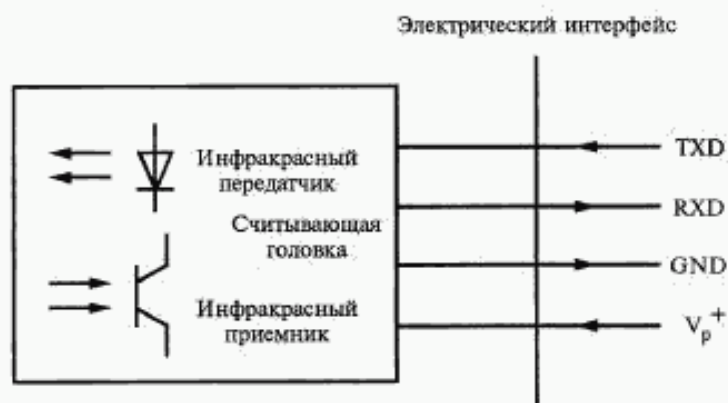 Электрический интерфейс
TXD
Инфракрасный
передатчик
RXD
Считывающая
головка
GND
Инфракрасный
приемник
Vp+